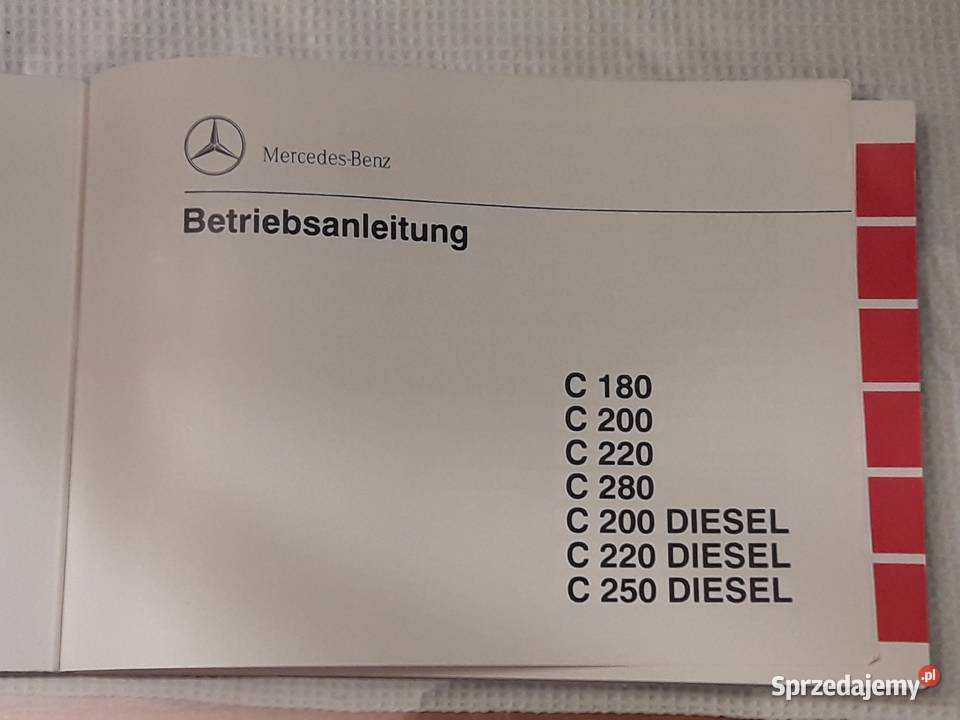 Mercedes-Benz
Betriebsanleitung
C 180
C 200
C 220
C 280
C 200 DIESEL
C 220 DIESEL
C 250 DIESEL
Sprzedajemy.pl